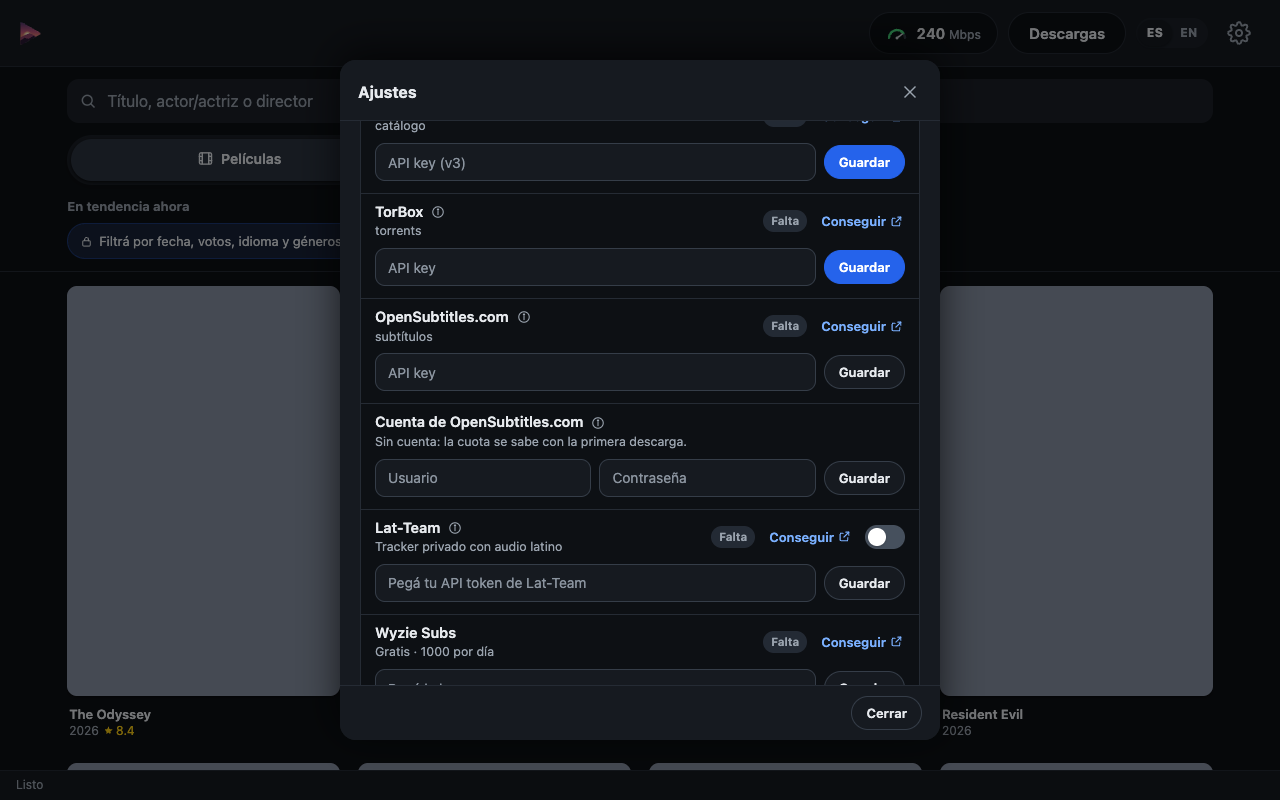 240 Mbps
Descargas
ES
EN
Título, actor/actriz o director
Películas
En tendencia ahora
Filtrá por fecha, votos, idioma y géneros
Ajustes
catálogo
API key (v3)
Guardar
TorBox
torrents
Falta
Conseguir
API key
Guardar
OpenSubtitles.com
subtítulos
Falta
Conseguir
API key
Guardar
Cuenta de OpenSubtitles.com
Sin cuenta: la cuota se sabe con la primera descarga.
Usuario
Contraseña
Guardar
Lat-Team
Tracker privado con audio latino
Falta
Conseguir
Pegá tu API token de Lat-Team
Guardar
Wyzie Subs
Gratis · 1000 por día
Falta
Conseguir
Cerrar
The Odyssey
2026 ★ 8.4
Resident Evil
2026
Listo